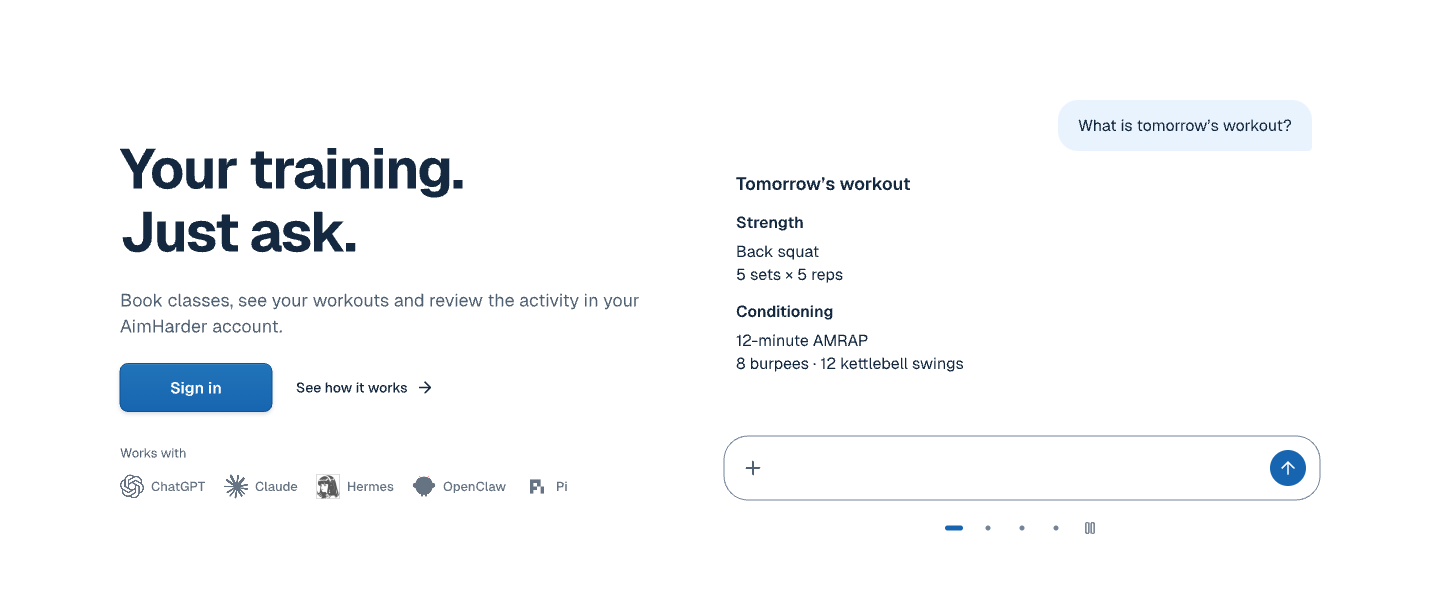 Your training.
Just ask.
Book classes, see your workouts and review the activity in your
AimHarder account.
Sign in
See how it works
Works with
ChatGPT
Claude
Hermes
OpenClaw
Pi
What is tomorrow’s workout?
Tomorrow’s workout
Strength
Back squat
5 sets × 5 reps
Conditioning
12-minute AMRAP
8 burpees · 12 kettlebell swings